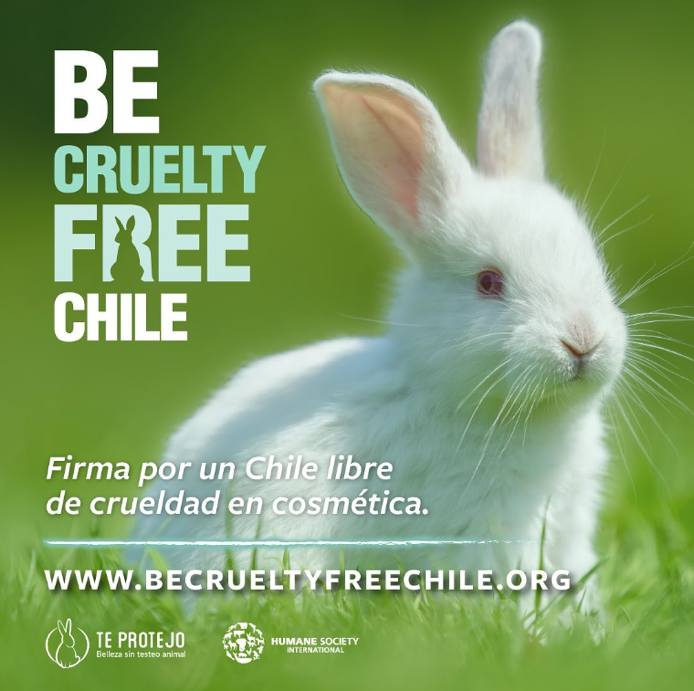 BE
CRUELTY
FREE
CHILE
Firma por un Chile libre
de crueldad en cosmética.
WWW.BECRUELTYFREECHILE.ORG
TE PROTEJO
Belleza sin testeo animal
HUMANE SOCIETY
INTERNATIONAL